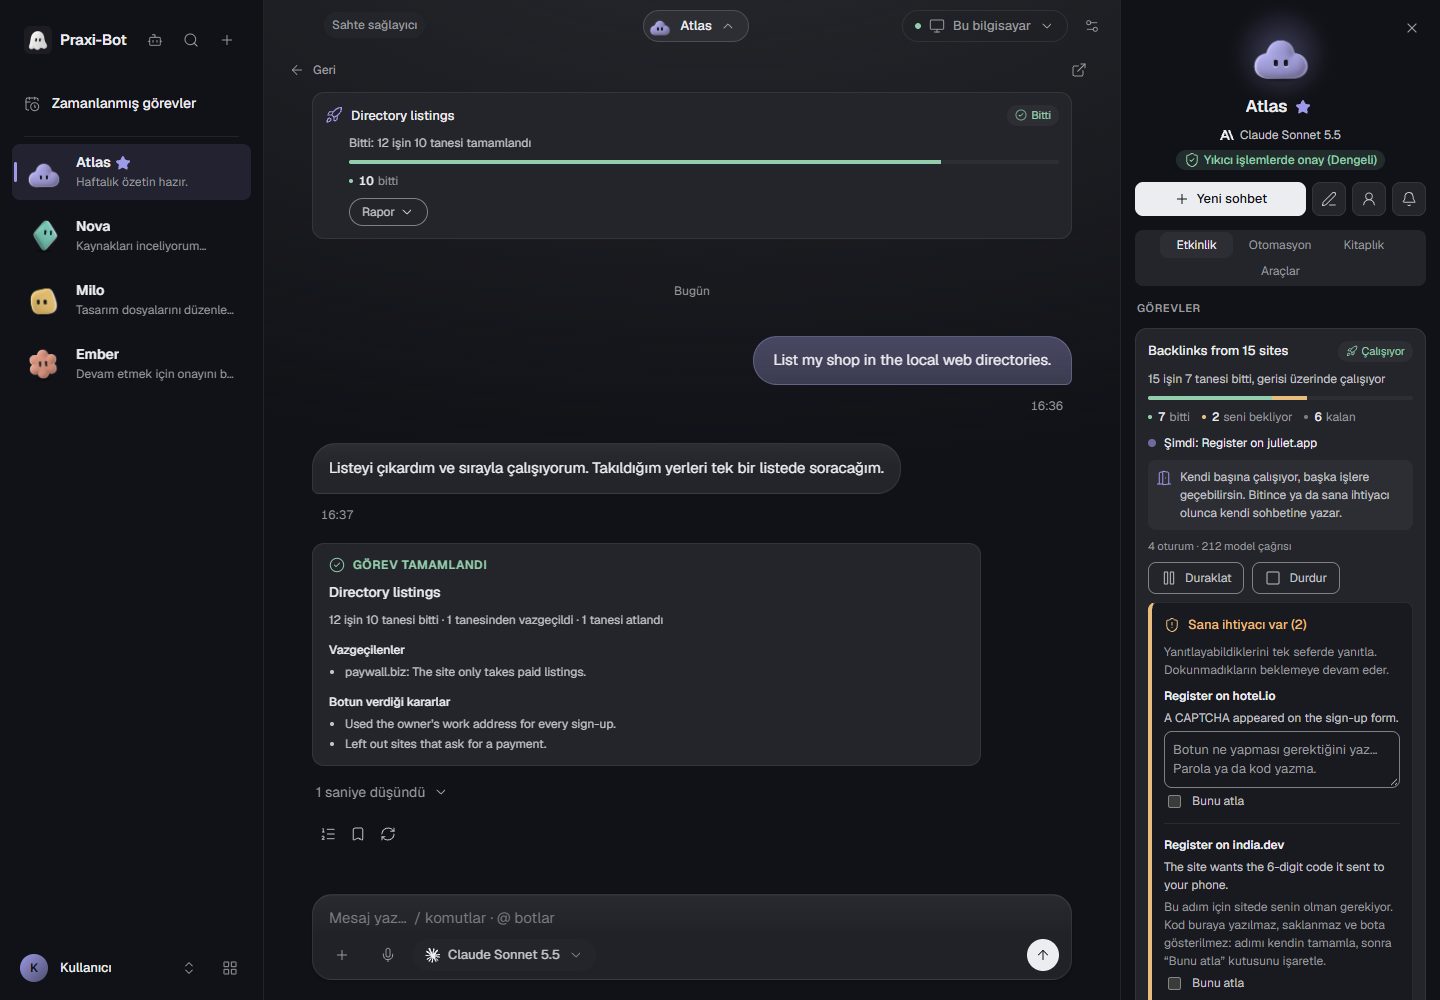 Praxi-Bot
Zamanlanmış görevler
Atlas
Haftalık özetin hazır.
Nova
Kaynakları inceliyorum…
Milo
Tasarım dosyalarını düzenle…
Ember
Devam etmek için onayını b…
K
Kullanıcı
Sahte sağlayıcı
Atlas
Bu bilgisayar
Geri
Directory listings
Bitti
Bitti: 12 işin 10 tanesi tamamlandı
10 bitti
Rapor
Bugün
List my shop in the local web directories.
16:36
Listeyi çıkardım ve sırayla çalışıyorum. Takıldığım yerleri tek bir listede soracağım.
16:37
GÖREV TAMAMLANDI
Directory listings
12 işin 10 tanesi bitti · 1 tanesinden vazgeçildi · 1 tanesi atlandı
Vazgeçilenler
• paywall.biz: The site only takes paid listings.
Botun verdiği kararlar
• Used the owner's work address for every sign-up.
• Left out sites that ask for a payment.
1 saniye düşündü
Mesaj yaz… / komutlar · @ botlar
Claude Sonnet 5.5
Atlas
Claude Sonnet 5.5
Yıkıcı işlemlerde onay (Dengeli)
Yeni sohbet
Etkinlik Otomasyon Kitaplık
Araçlar
GÖREVLER
Backlinks from 15 sites
Çalışıyor
15 işin 7 tanesi bitti, gerisi üzerinde çalışıyor
7 bitti 2 seni bekliyor 6 kalan
Şimdi: Register on juliet.app
Kendi başına çalışıyor, başka işlere
geçebilirsin. Bitince ya da sana ihtiyacı
olunca kendi sohbetine yazar.
4 oturum · 212 model çağrısı
Duraklat
Durdur
Sana ihtiyacı var (2)
Yanıtlayabildiklerini tek seferde yanıtla.
Dokunmadıkların beklemeye devam eder.
Register on hotel.io
A CAPTCHA appeared on the sign-up form.
Botun ne yapması gerektiğini yaz…
Parola ya da kod yazma.
Bunu atla
Register on india.dev
The site wants the 6-digit code it sent to
your phone.
Bu adım için sitede senin olman gerekiyor.
Kod buraya yazılmaz, saklanmaz ve bota
gösterilmez: adımı kendin tamamla, sonra
“Bunu atla” kutusunu işaretle.
Bunu atla